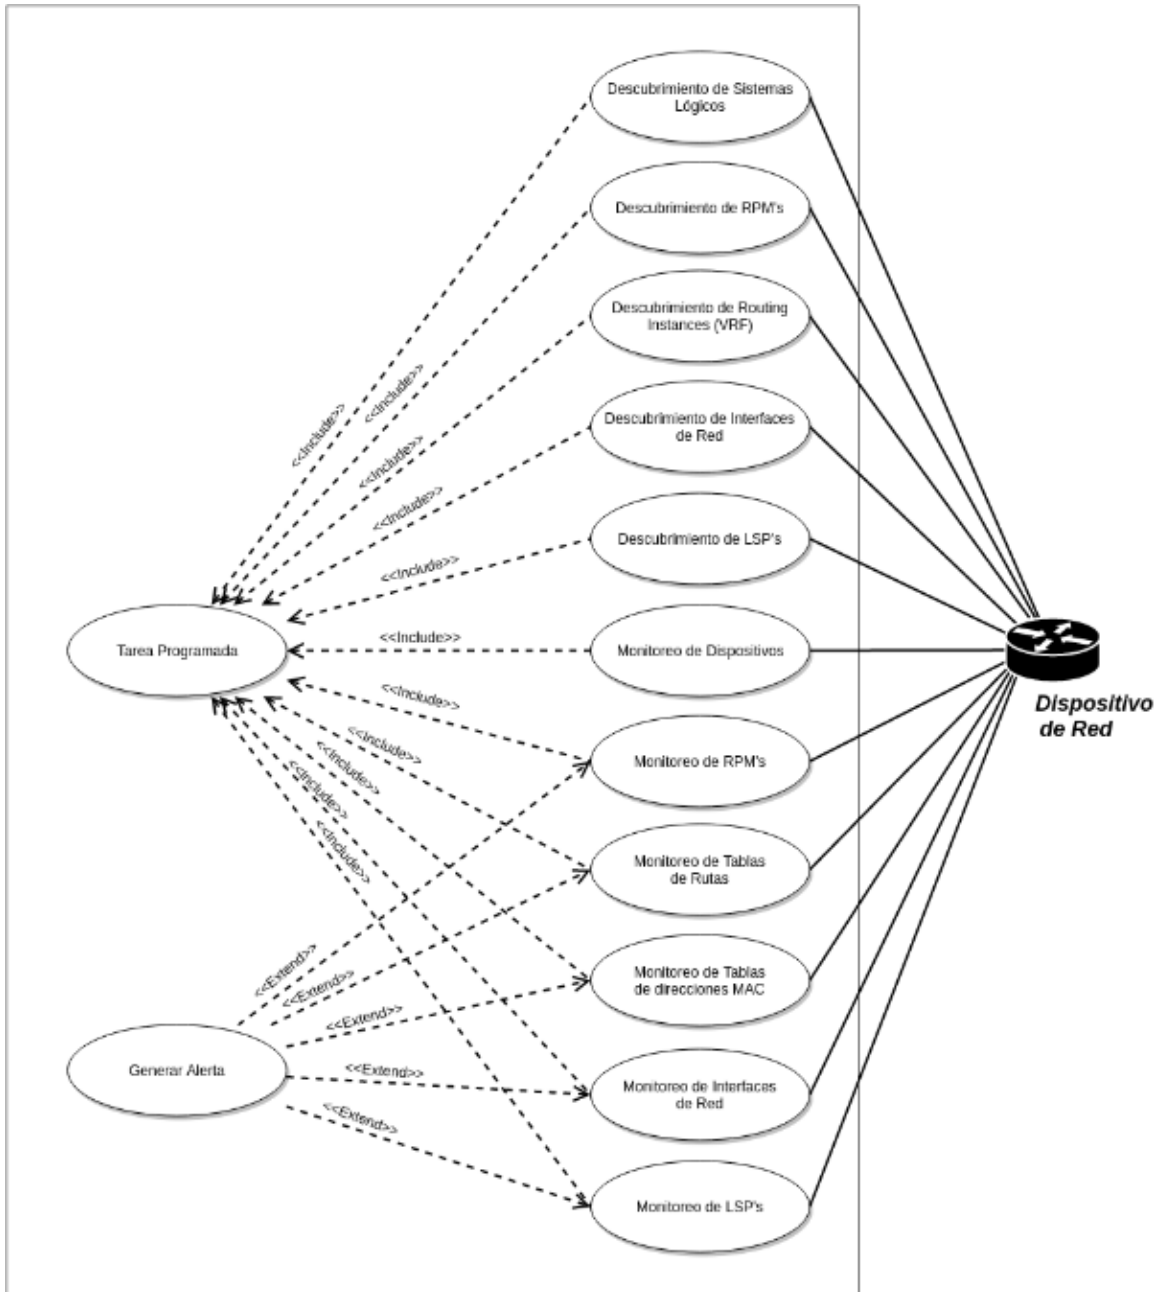 Descubrimiento de Sistemas
Lógicos
Descubrimiento de RPM's
Descubrimiento de Routing
Instances (VRF)
Descubrimiento de Interfaces
de Red
Descubrimiento de LSP's
Monitoreo de Dispositivos
Monitoreo de RPM's
Monitoreo de Tablas
de Rutas
Monitoreo de Tablas
de direcciones MAC
Monitoreo de Interfaces
de Red
Monitoreo de LSP's
Tarea Programada
Generar Alerta
<<Include>>
<<Include>>
<<Include>>
<<Include>>
<<Include>>
<<Include>>
<<Include>>
<<Include>>
<<Include>>
<<Include>>
<<Include>>
<<Extend>>
<<Extend>>
<<Extend>>
<<Extend>>
<<Extend>>
Dispositivo
de Red